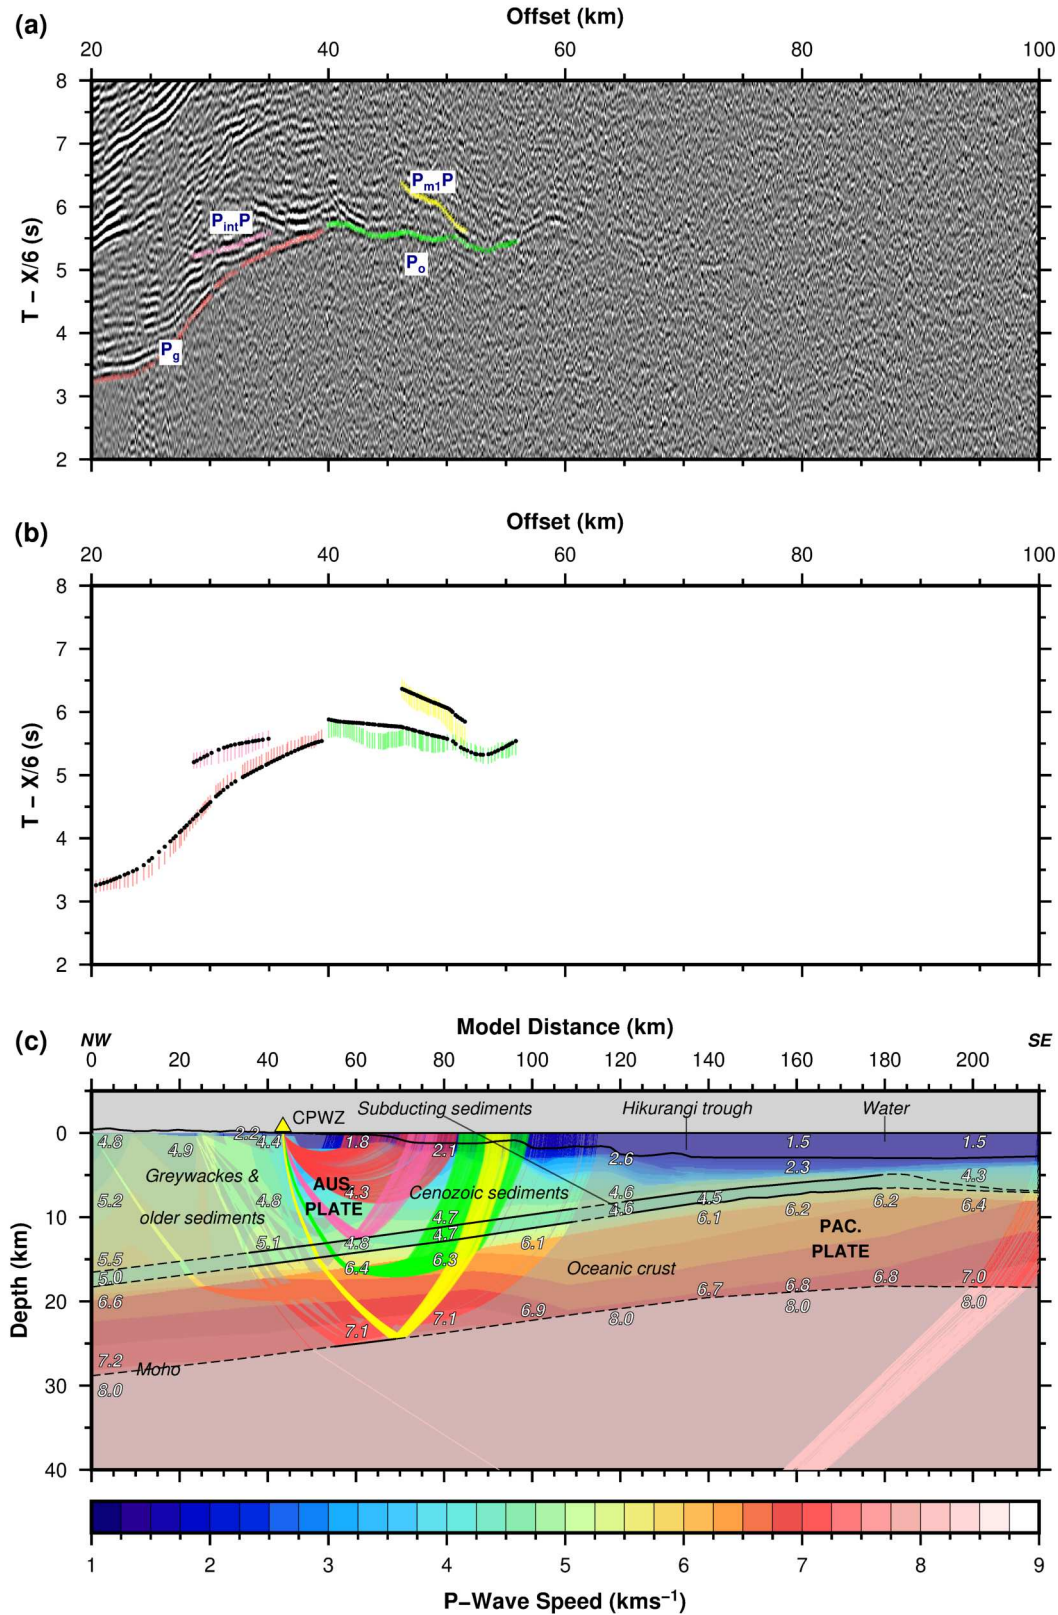 (a)
Offset (km)
20 40 60 80 100
8
7
6
5
4
3
2
T − X/6 (s)
Pm1P
PintP
Po
Pg
(b)
Offset (km)
20 40 60 80 100
8
7
6
5
4
3
2
T − X/6 (s)
(c)
Model Distance (km)
NW SE
0 20 40 60 80 100 120 140 160 180 200
CPWZ Subducting sediments Hikurangi trough Water
4.8 4.9 2.2 4.4 1.8 2.1 2.6 1.5 1.5
2.3 4.3
Greywackes &
AUS.
PLATE
4.3 Cenozoic sediments 4.6 4.5
5.2 4.8 4.6 6.2 6.2 6.4
older sediments 4.7 6.1 PAC.
PLATE
5.1 4.8 4.7 6.1
5.5 6.4 6.3 Oceanic crust
5.0 6.7 6.8 6.8 7.0
6.6 7.1 7.1 6.9 8.0 8.0 8.0
7.2 Moho
8.0
0
10
20
30
40
Depth (km)
1 2 3 4 5 6 7 8 9
P−Wave Speed (kms−1)